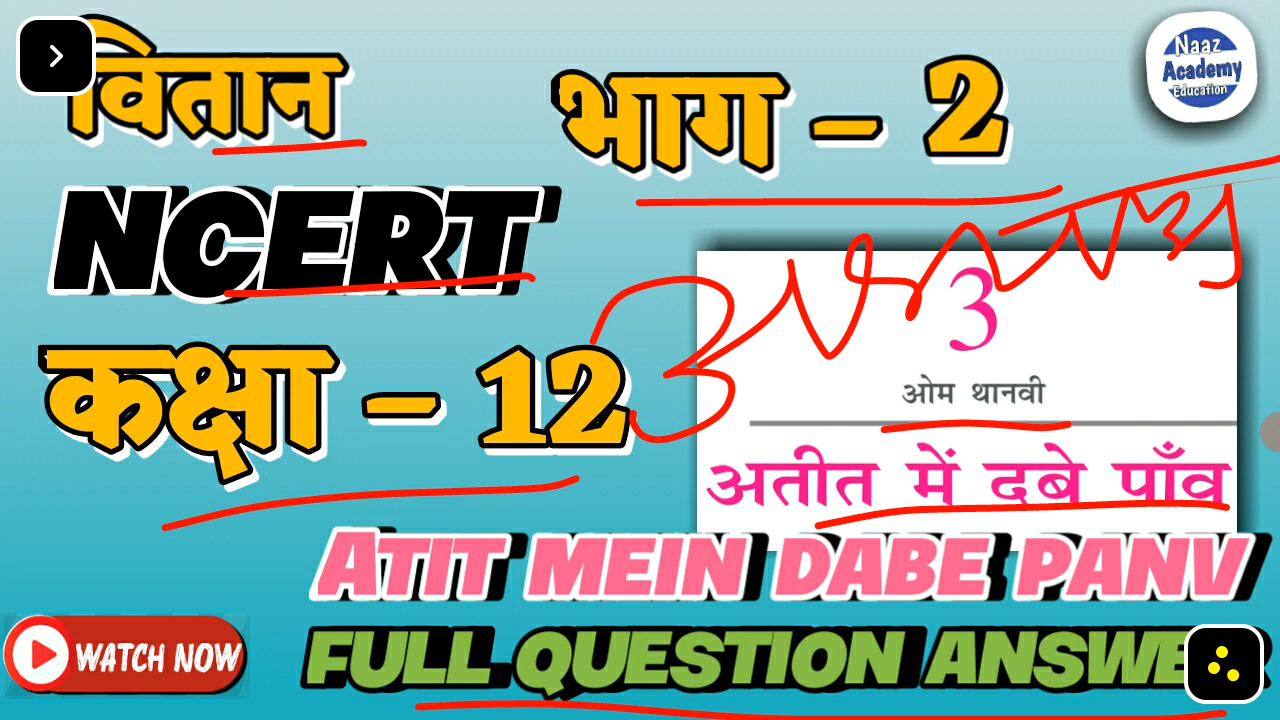 वितान भाग - 2
Naaz
Academy
Education
NCERT
कक्षा - 12
3
ओम थानवी
अतीत में दबे पाँव
ATIT MEIN DABE PANV
WATCH NOW
FULL QUESTION ANSWE